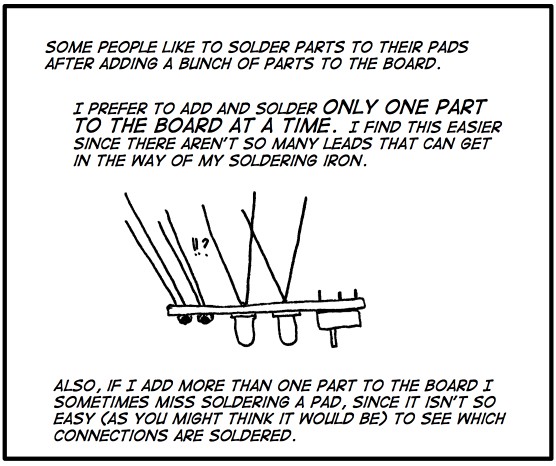 SOME PEOPLE LIKE TO SOLDER PARTS TO THEIR PADS
AFTER ADDING A BUNCH OF PARTS TO THE BOARD.
I PREFER TO ADD AND SOLDER ONLY ONE PART
TO THE BOARD AT A TIME. I FIND THIS EASIER
SINCE THERE AREN'T SO MANY LEADS THAT CAN GET
IN THE WAY OF MY SOLDERING IRON.
!!?
ALSO, IF I ADD MORE THAN ONE PART TO THE BOARD I
SOMETIMES MISS SOLDERING A PAD, SINCE IT ISN'T SO
EASY (AS YOU MIGHT THINK IT WOULD BE) TO SEE WHICH
CONNECTIONS ARE SOLDERED.